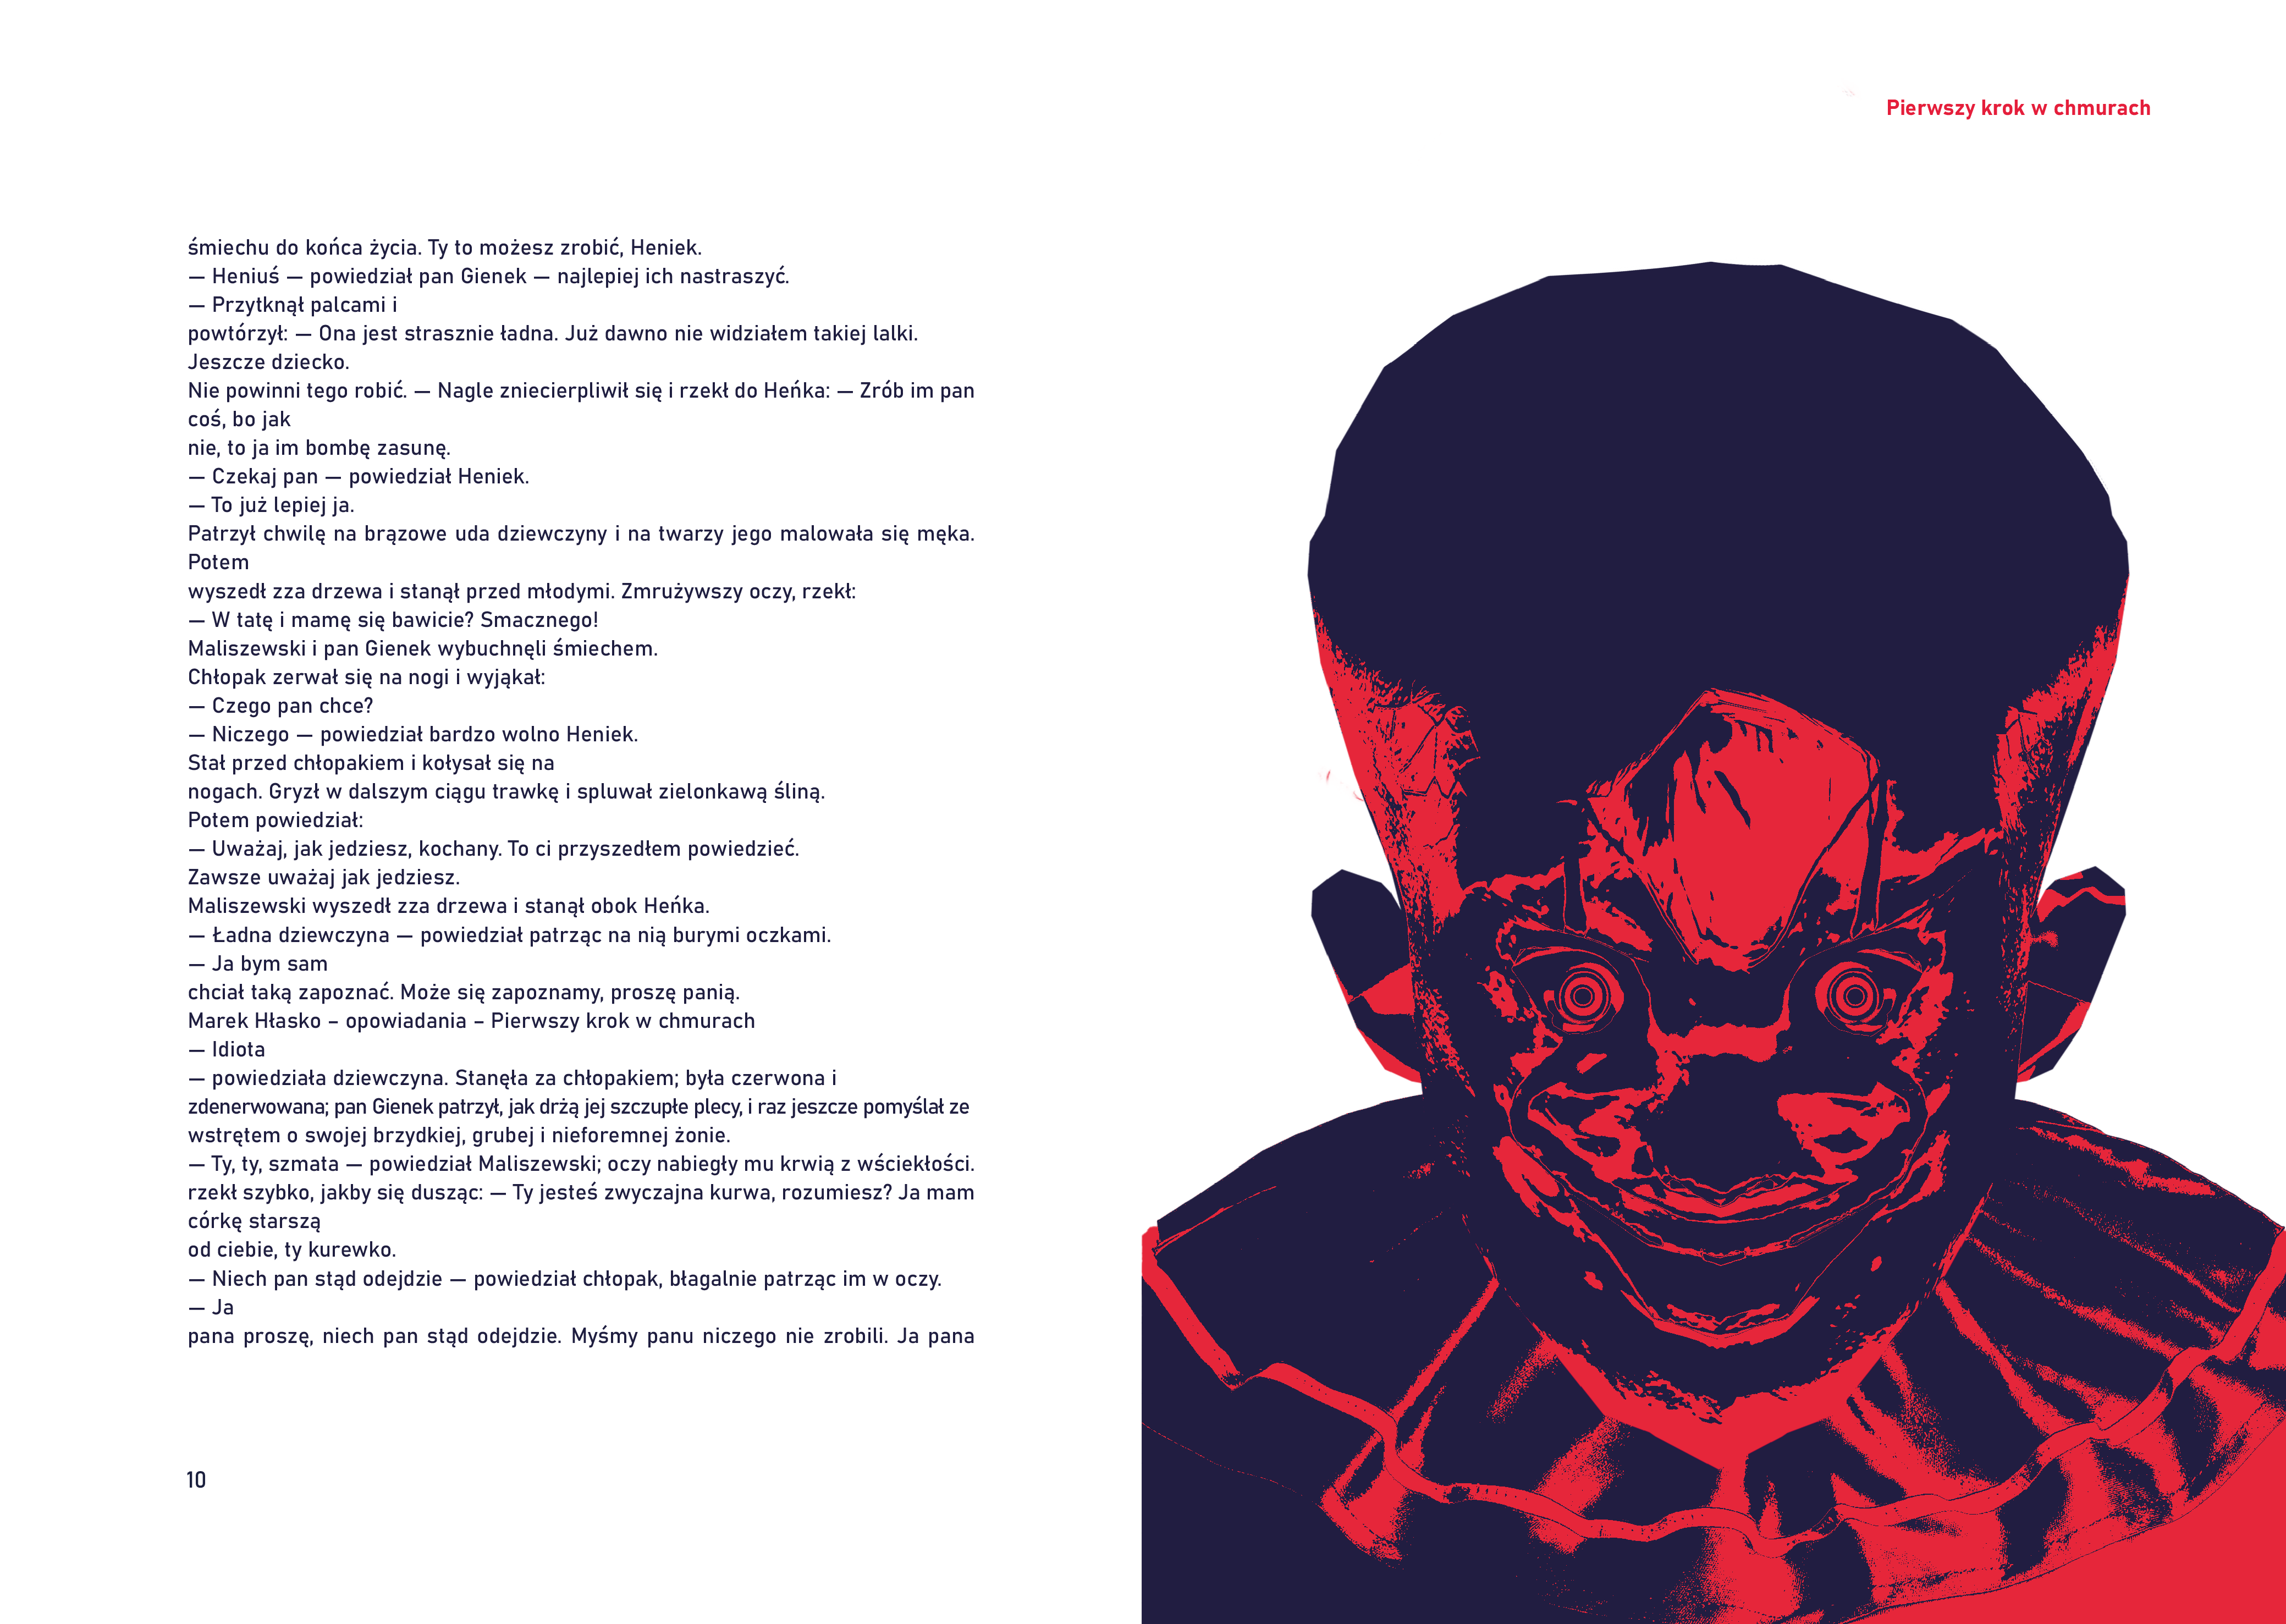 Pierwszy krok w chmurach
śmiechu do końca życia. Ty to możesz zrobić, Heniek.
— Heniuś — powiedział pan Gienek — najlepiej ich nastraszyć.
— Przytknął palcami i
powtórzył: — Ona jest strasznie ładna. Już dawno nie widziałem takiej lalki.
Jeszcze dziecko.
Nie powinni tego robić. — Nagle zniecierpliwił się i rzekł do Heńka: — Zrób im pan
coś, bo jak
nie, to ja im bombę zasunę.
— Czekaj pan — powiedział Heniek.
— To już lepiej ja.
Patrzył chwilę na brązowe uda dziewczyny i na twarzy jego malowała się męka.
Potem
wyszedł zza drzewa i stanął przed młodymi. Zmrużywszy oczy, rzekł:
— W tatę i mamę się bawicie? Smacznego!
Maliszewski i pan Gienek wybuchnęli śmiechem.
Chłopak zerwał się na nogi i wyjąkał:
— Czego pan chce?
— Niczego — powiedział bardzo wolno Heniek.
Stał przed chłopakiem i kołysał się na
nogach. Gryzł w dalszym ciągu trawkę i spluwał zielonkawą śliną.
Potem powiedział:
— Uważaj, jak jedziesz, kochany. To ci przyszedłem powiedzieć.
Zawsze uważaj jak jedziesz.
Maliszewski wyszedł zza drzewa i stanął obok Heńka.
— Ładna dziewczyna — powiedział patrząc na nią burymi oczkami.
— Ja bym sam
chciał taką zapoznać. Może się zapoznamy, proszę panią.
Marek Hłasko – opowiadania – Pierwszy krok w chmurach
— Idiota
— powiedziała dziewczyna. Stanęta za chłopakiem; była czerwona i
zdenerwowana; pan Gienek patrzył, jak drżą jej szczupłe plecy, i raz jeszcze pomyślał ze
wstrętem o swojej brzydkiej, grubej i nieforemnej żonie.
— Ty, ty, szmata — powiedział Maliszewski; oczy nabiegły mu krwią z wściekłości.
rzekł szybko, jakby się dusząc: — Ty jesteś zwyczajna kurwa, rozumiesz? Ja mam
córkę starszą
od ciebie, ty kurewko.
— Niech pan stąd odejdzie — powiedział chłopak, błagalnie patrząc im w oczy.
— Ja
pana proszę, niech pan stąd odejdzie. Myśmy panu niczego nie zrobili. Ja pana
10